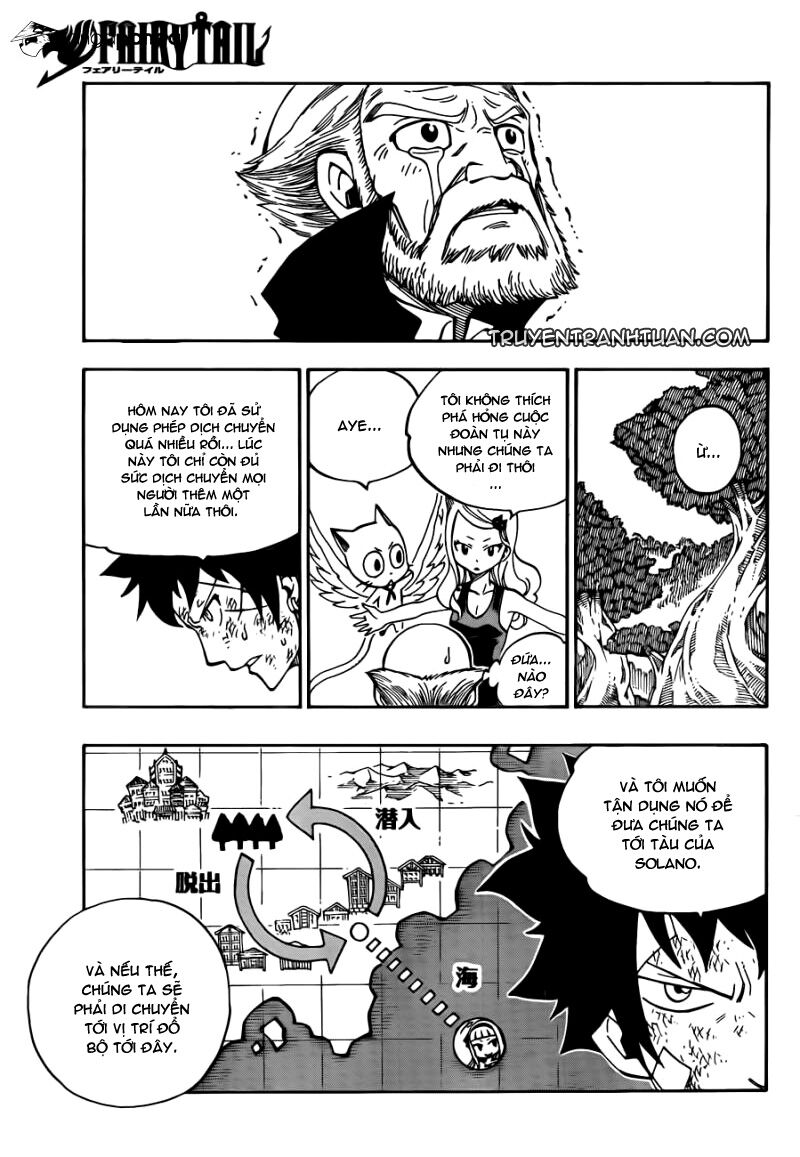 FAIRY TAIL
フェアリーテイル
TRUYENTRANHTUAN.COM
Ừ...
TÔI KHÔNG THÍCH
PHÁ HỎNG CUỘC
ĐOÀN TỤ NÀY
NHƯNG CHÚNG TA
PHẢI ĐI THÔI
...
AYE...
ĐỨA...
NÀO
ĐÂY?
HÔM NAY TÔI ĐÃ SỬ
DỤNG PHÉP DỊCH CHUYỂN
QUÁ NHIỀU RỒI... LÚC
NÀY TÔI CHỈ CÒN ĐỦ
SỨC DỊCH CHUYỂN MỌI
NGƯỜI THÊM MỘT
LẦN NỮA THÔI.
VÀ TÔI MUỐN
TẬN DỤNG NÓ ĐỂ
ĐƯA CHÚNG TA
TỚI TÀU CỦA
SOLANO.
潜入
脱出
海
VÀ NẾU THẾ,
CHÚNG TA SẼ
PHẢI DI CHUYỂN
TỚI VỊ TRÍ ĐỔ
BỘ TỚI ĐÂY.